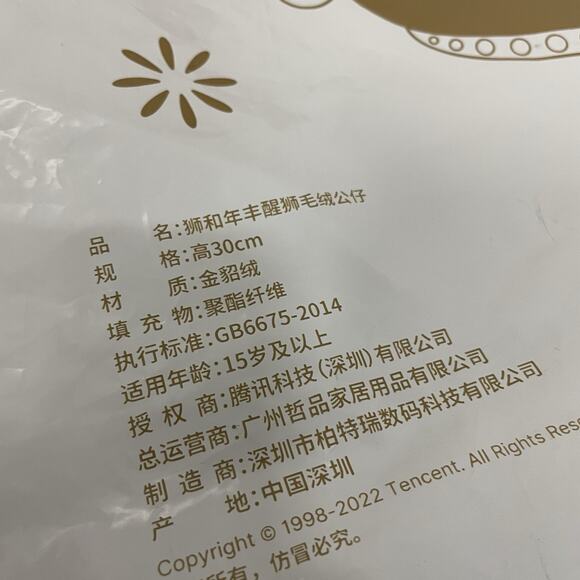 品名：狮和年丰醒狮毛绒公仔
规格：高30cm
材质：金貂绒
填充物：聚酯纤维
执行标准：GB6675-2014
适用年龄：15岁及以上
授权商：腾讯科技（深圳）有限公司
总运营商：广州哲品家居用品有限公司
制造商：深圳市柏特瑞数码科技有限公司
产地：中国深圳
Copyright © 1998-2022 Tencent. All Rights Rese
所有，仿冒必究。